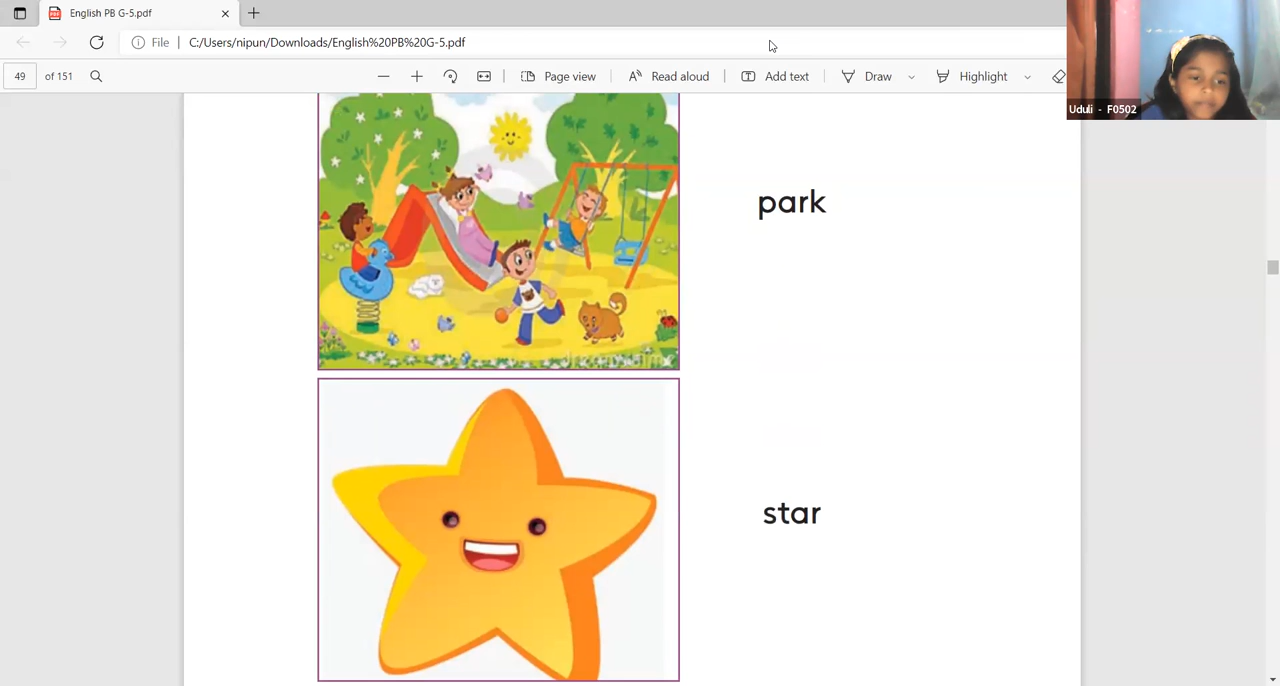 English PB G-5.pdf
File | C:/Users/nipun/Downloads/English%20PB%20G-5.pdf
49 of 151 Page view Read aloud Add text Draw Highlight
Uduli - F0502
park
star